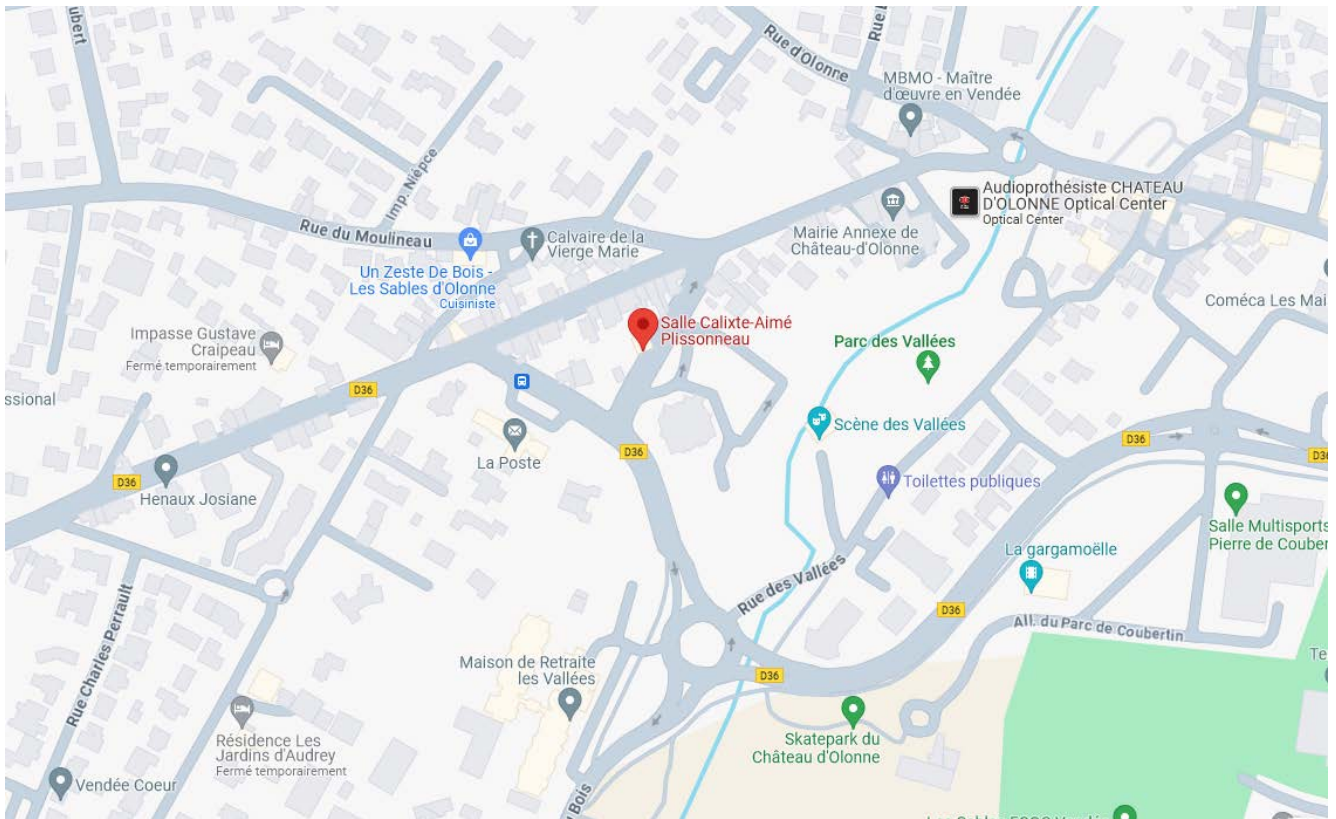 ubert
Rue d'Olonne
Rue
MBMO - Maître
d'œuvre en Vendée
Imp. Niépce
Audioprothésiste CHATEAU
D'OLONNE Optical Center
Optical Center
Rue du Moulineau
Calvaire de la
Vierge Marie
Mairie Annexe de
Château-d'Olonne
Un Zeste De Bois -
Les Sables d'Olonne
Cuisiniste
Coméca Les Mai
Salle Calixte-Aimé
Plissonneau
Impasse Gustave
Craipeau
Fermé temporairement
Parc des Vallées
D36
ssional
Scène des Vallées
D36
D36
D36
La Poste
D36
Henaux Josiane
Toilettes publiques
Salle Multisports
Pierre de Couber
La gargamoëlle
Rue des Vallées
D36
All. du Parc de Coubertin
Rue Charles Perrault
Maison de Retraite
les Vallées
D36
Te
Résidence Les
Jardins d'Audrey
Fermé temporairement
Skatepark du
Château d'Olonne
Vendée Coeur
Bois